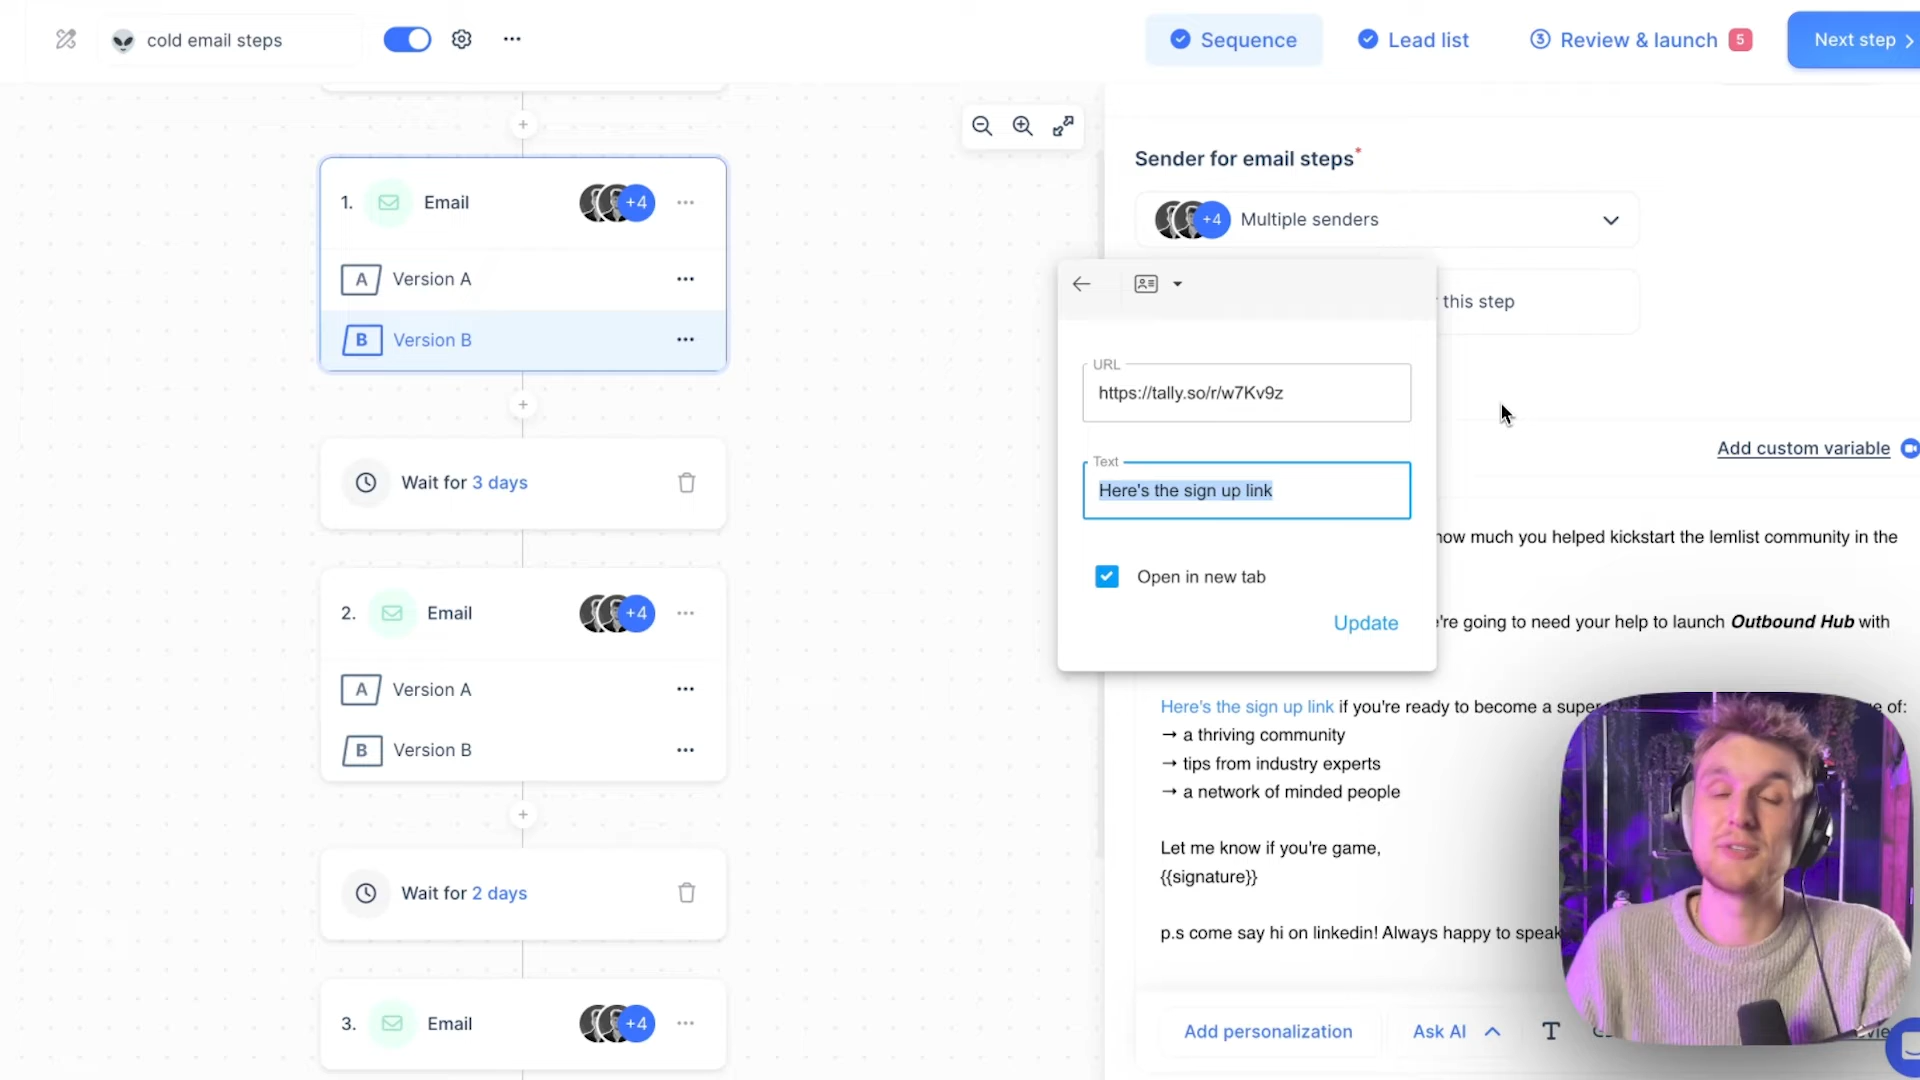 cold email steps
Sequence
Lead list
3 Review & launch 5
Next step
Sender for email steps*
+4 Multiple senders
this step
1. Email +4
A Version A
B Version B
URL
https://tally.so/r/w7Kv9z
Text
Here's the sign up link
Open in new tab
Update
Add custom variable
Wait for 3 days
how much you helped kickstart the lemlist community in the
're going to need your help to launch Outbound Hub with
2. Email +4
A Version A
B Version B
Here's the sign up link if you're ready to become a super of:
→ a thriving community
→ tips from industry experts
→ a network of minded people
Let me know if you're game,
{{signature}}
p.s come say hi on linkedin! Always happy to speak
Wait for 2 days
3. Email +4
Add personalization
Ask AI